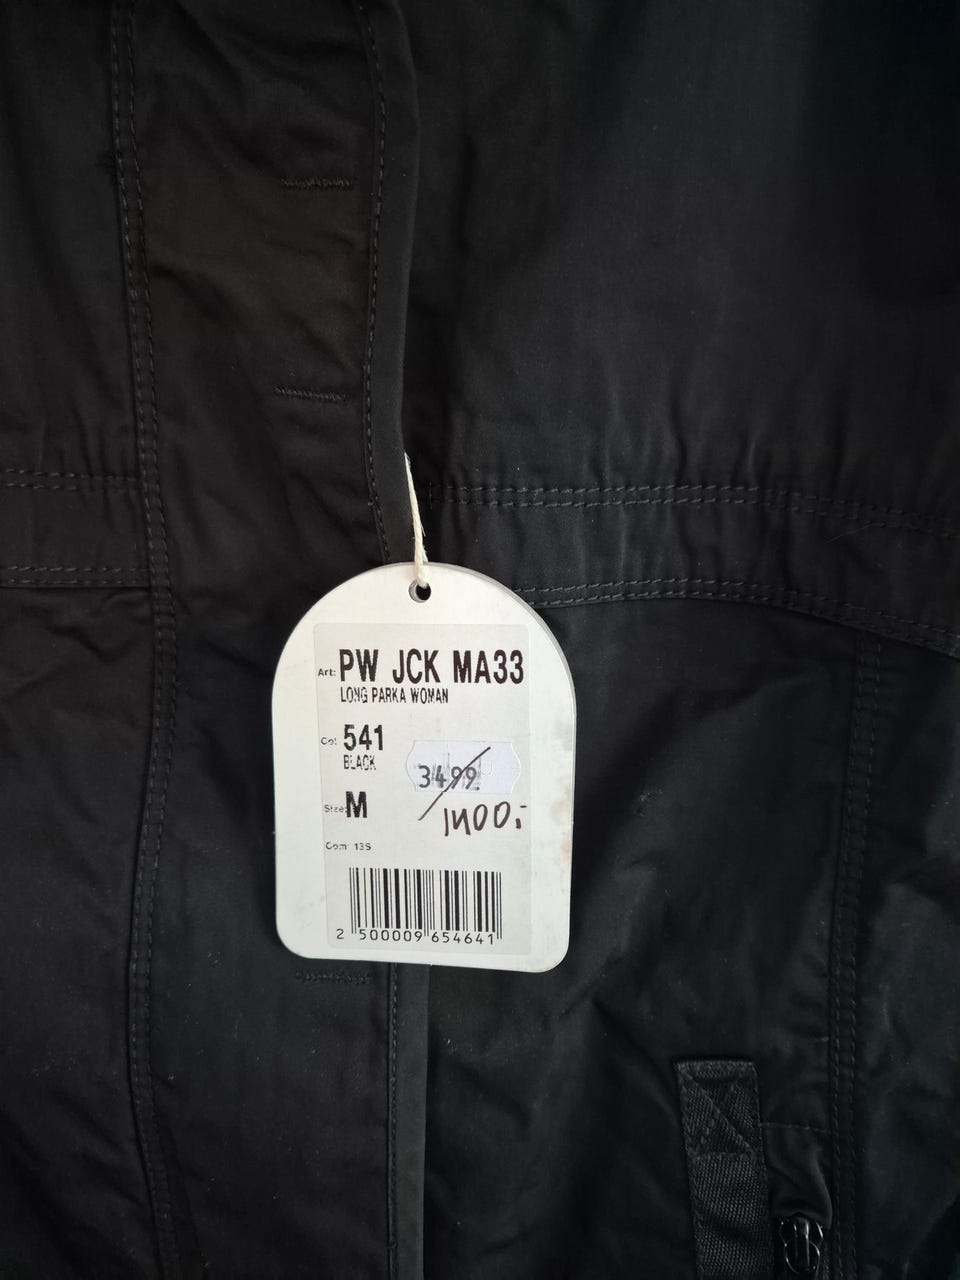 Art: PW JCK MA33
LONG PARKA WOMAN
Col 541
BLACK
3499
Size: M
1400:-
Com 13S
2 500009 654641